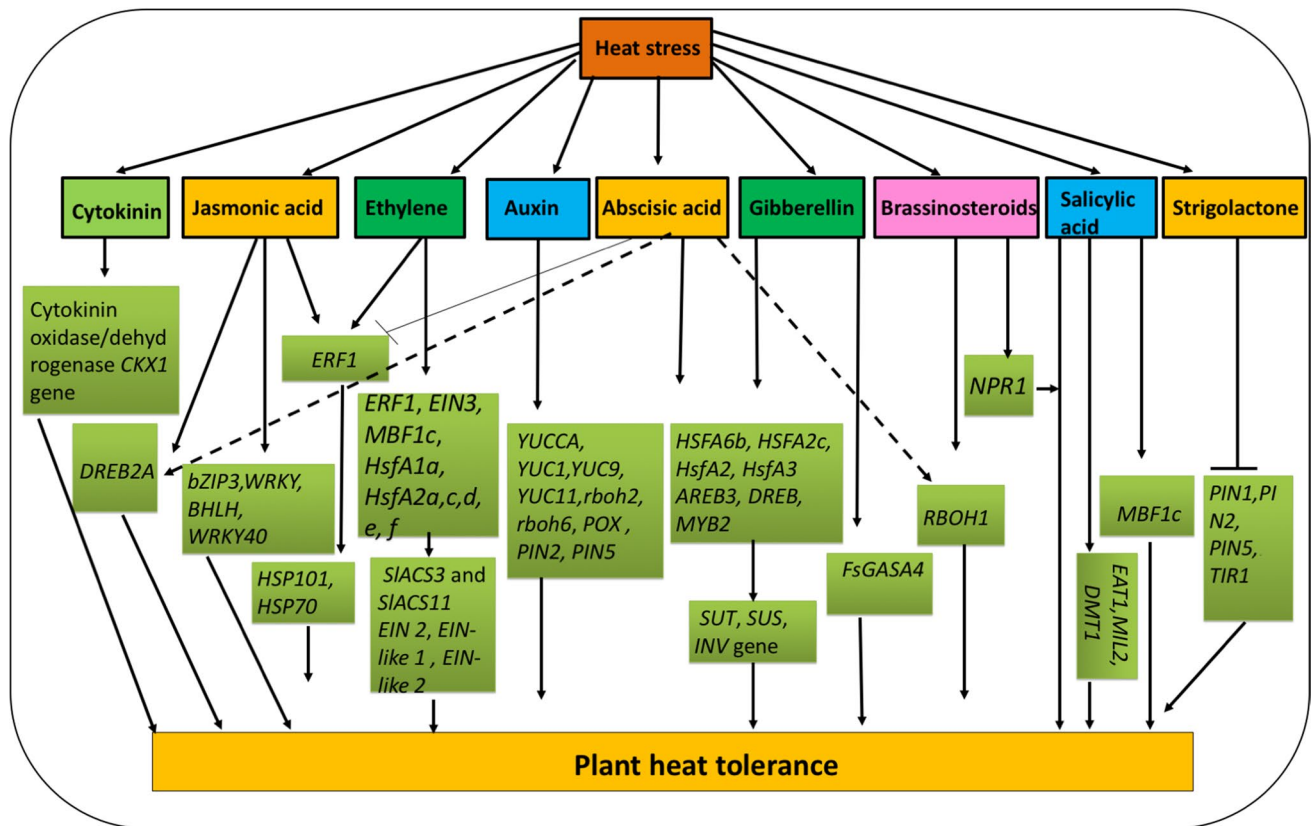 Heat stress
Cytokinin
Jasmonic acid
Ethylene
Auxin
Abscisic acid
Gibberellin
Brassinosteroids
Salicylic
acid
Strigolactone
Cytokinin
oxidase/dehyd
rogenase CKX1
gene
ERF1
NPR1
DREB2A
bZIP3,WRKY,
BHLH,
WRKY40
ERF1, EIN3,
MBF1c,
HsfA1a,
HsfA2a,c,d,
e, f
YUCCA,
YUC1,YUC9,
YUC11,rboh2,
rboh6, POX ,
PIN2, PIN5
HSFA6b, HSFA2c,
HsfA2, HsfA3
AREB3, DREB,
MYB2
RBOH1
MBF1c
PIN1,PI
N2,
PIN5,
TIR1
HSP101,
HSP70
SlACS3 and
SlACS11
EIN 2, EIN-
like 1 , EIN-
like 2
SUT, SUS,
INV gene
FsGASA4
EAT1,MIL2,
DMT1
Plant heat tolerance